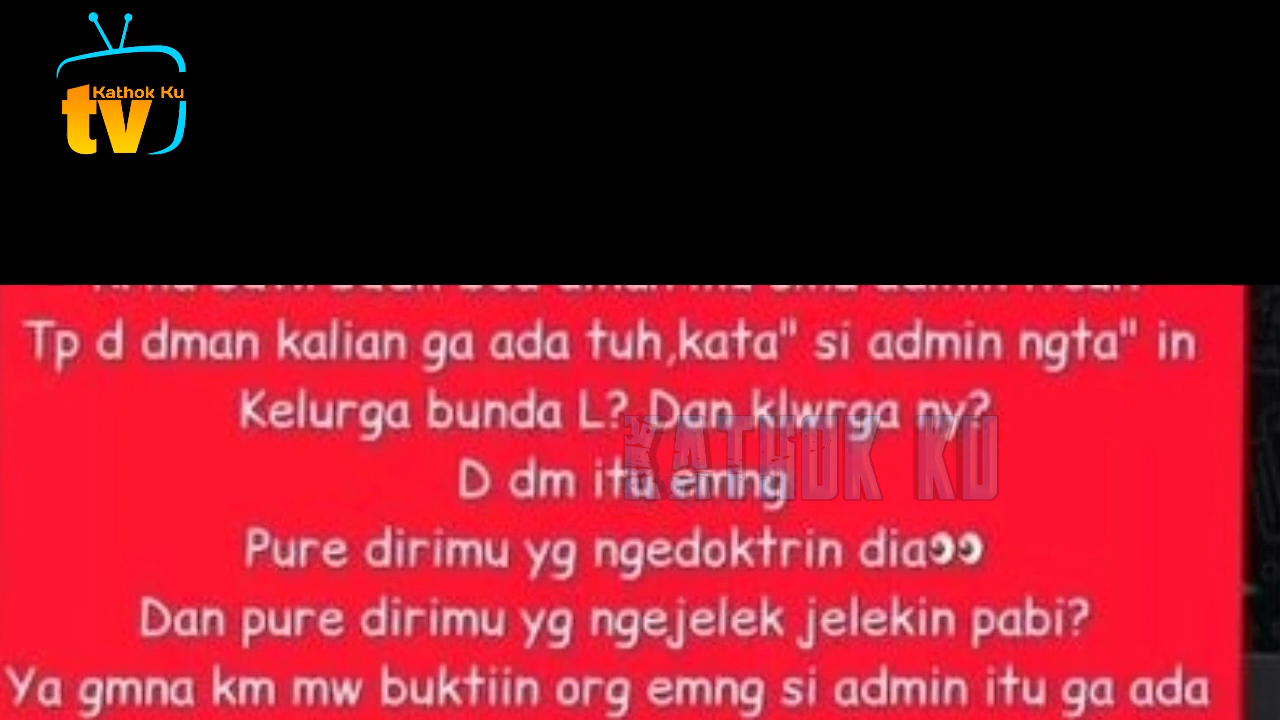 Kathok Ku
tv
Tp d dman kalian ga ada tuh,kata" si admin ngta" in
Kelurga bunda L? Dan klwrga ny?
KATHOK KU
D dm itu emng
Pure dirimu yg ngedoktrin dia👀
Dan pure dirimu yg ngejelek jelekin pabi?
Ya gmna km mw buktiin org emng si admin itu ga ada